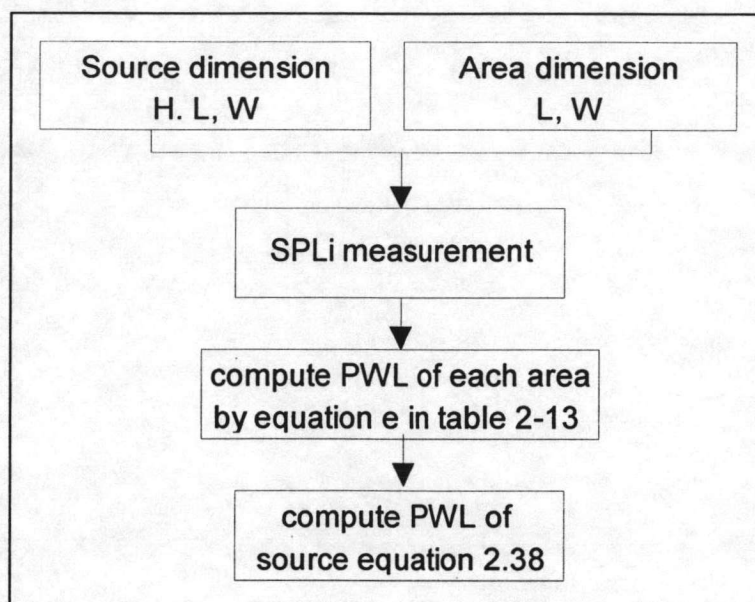 Source dimension
H. L, W
Area dimension
L, W
SPLi measurement
compute PWL of each area
by equation e in table 2-13
compute PWL of
source equation 2.38